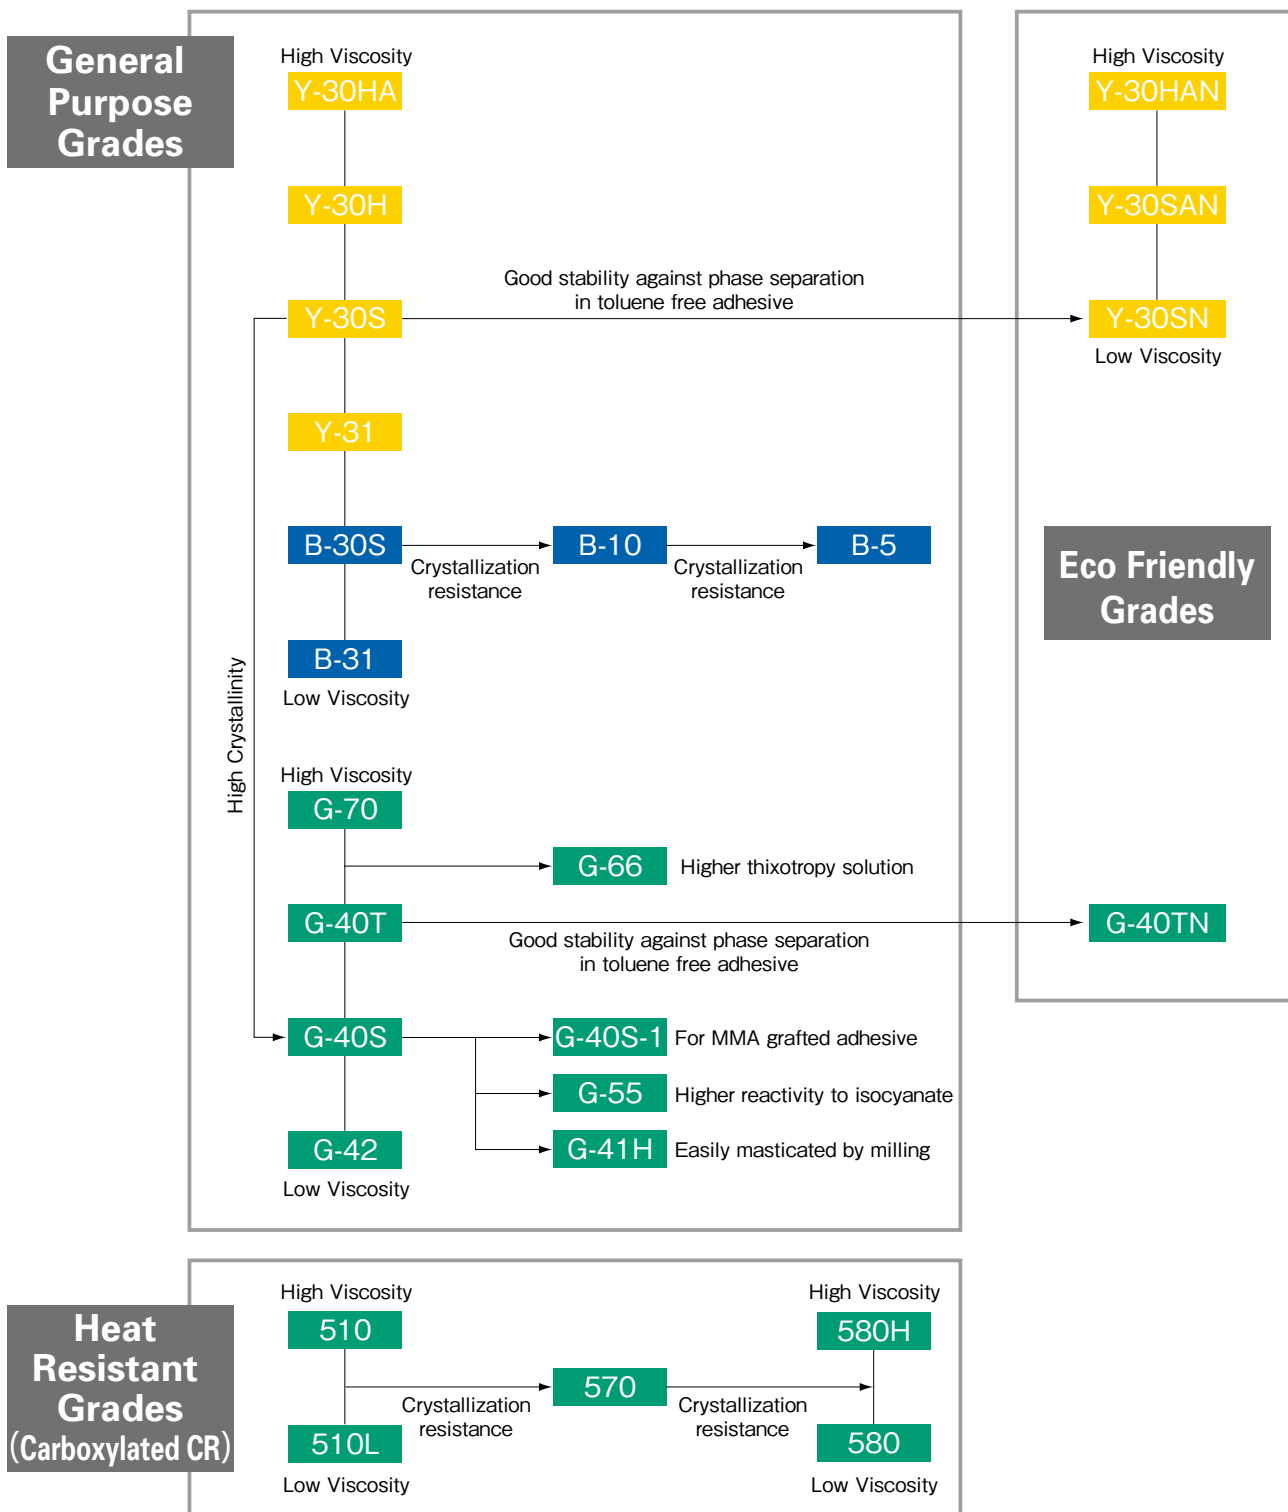 General
Purpose
Grades
High Viscosity
Y-30HA
Y-30H
Y-30S
Good stability against phase separation
in toluene free adhesive
Y-31
B-30S
Crystallization
resistance
B-10
Crystallization
resistance
B-5
B-31
Low Viscosity
High Crystallinity
High Viscosity
G-70
G-66
Higher thixotropy solution
G-40T
Good stability against phase separation
in toluene free adhesive
G-40S
G-40S-1
For MMA grafted adhesive
G-55
Higher reactivity to isocyanate
G-41H
Easily masticated by milling
G-42
Low Viscosity
High Viscosity
Y-30HAN
Y-30SAN
Y-30SN
Low Viscosity
Eco Friendly
Grades
G-40TN
Heat
Resistant
Grades
(Carboxylated CR)
High Viscosity
510
510L
Low Viscosity
Crystallization
resistance
570
Crystallization
resistance
High Viscosity
580H
580
Low Viscosity